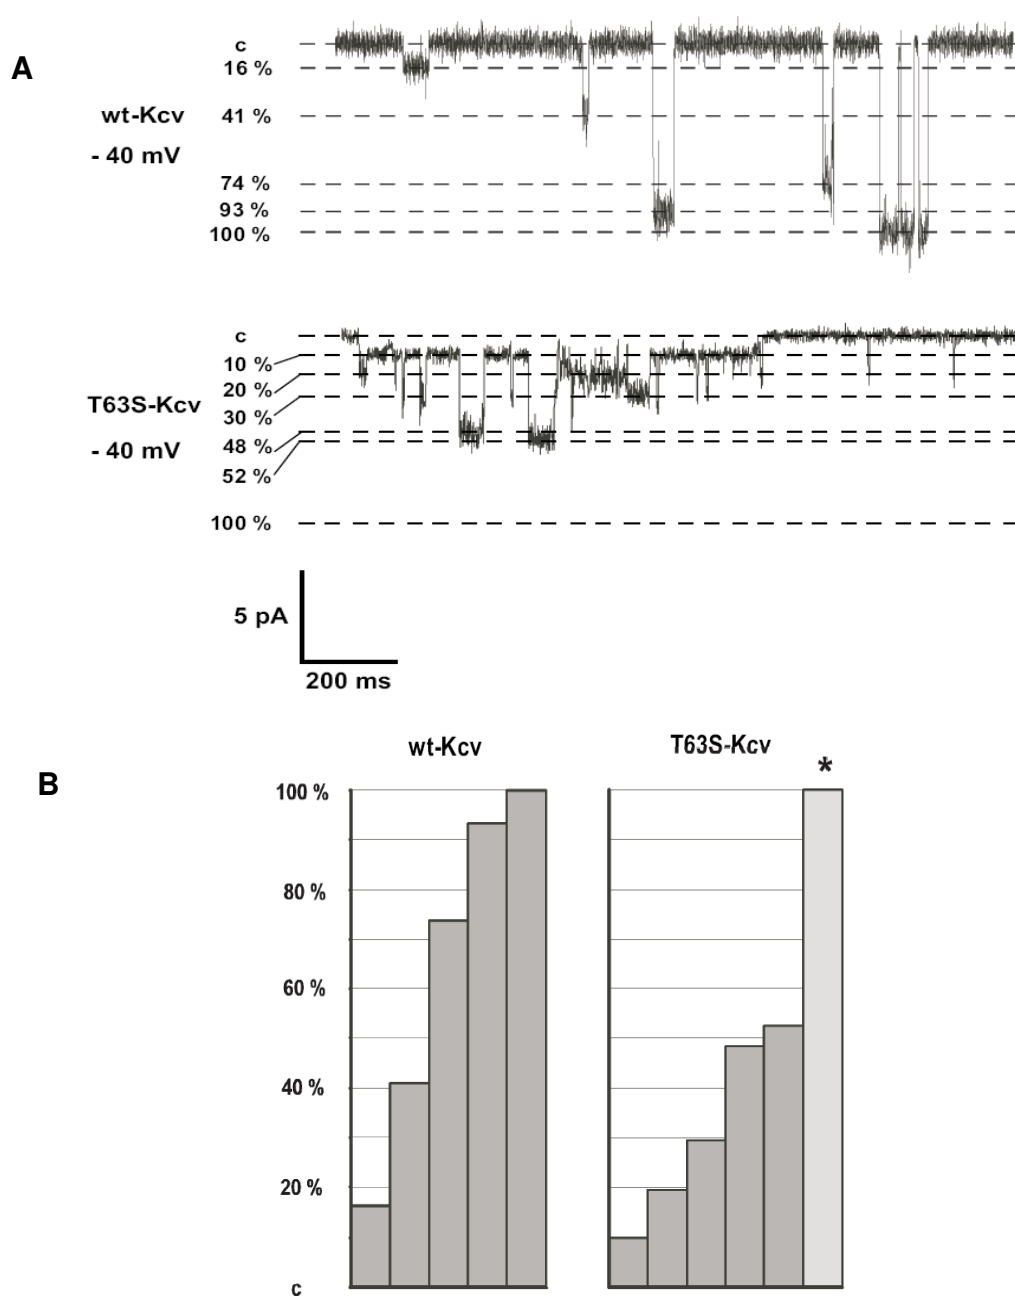 A
c
16 %
41 %
wt-Kcv
- 40 mV
74 %
93 %
100 %
c
10 %
20 %
30 %
T63S-Kcv
- 40 mV
48 %
52 %
100 %
5 pA
200 ms
B
wt-Kcv
T63S-Kcv
*
100 %
80 %
60 %
40 %
20 %
c